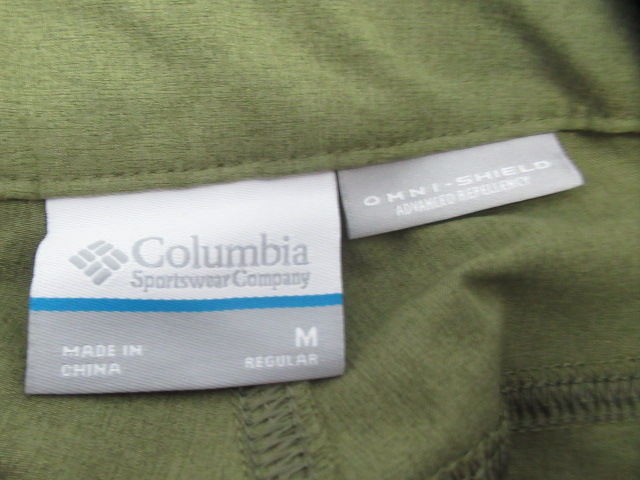 Columbia
Sportswear Company
MADE IN
CHINA
M
REGULAR
OMNI-SHIELD
ADVANCED REPELLENCY